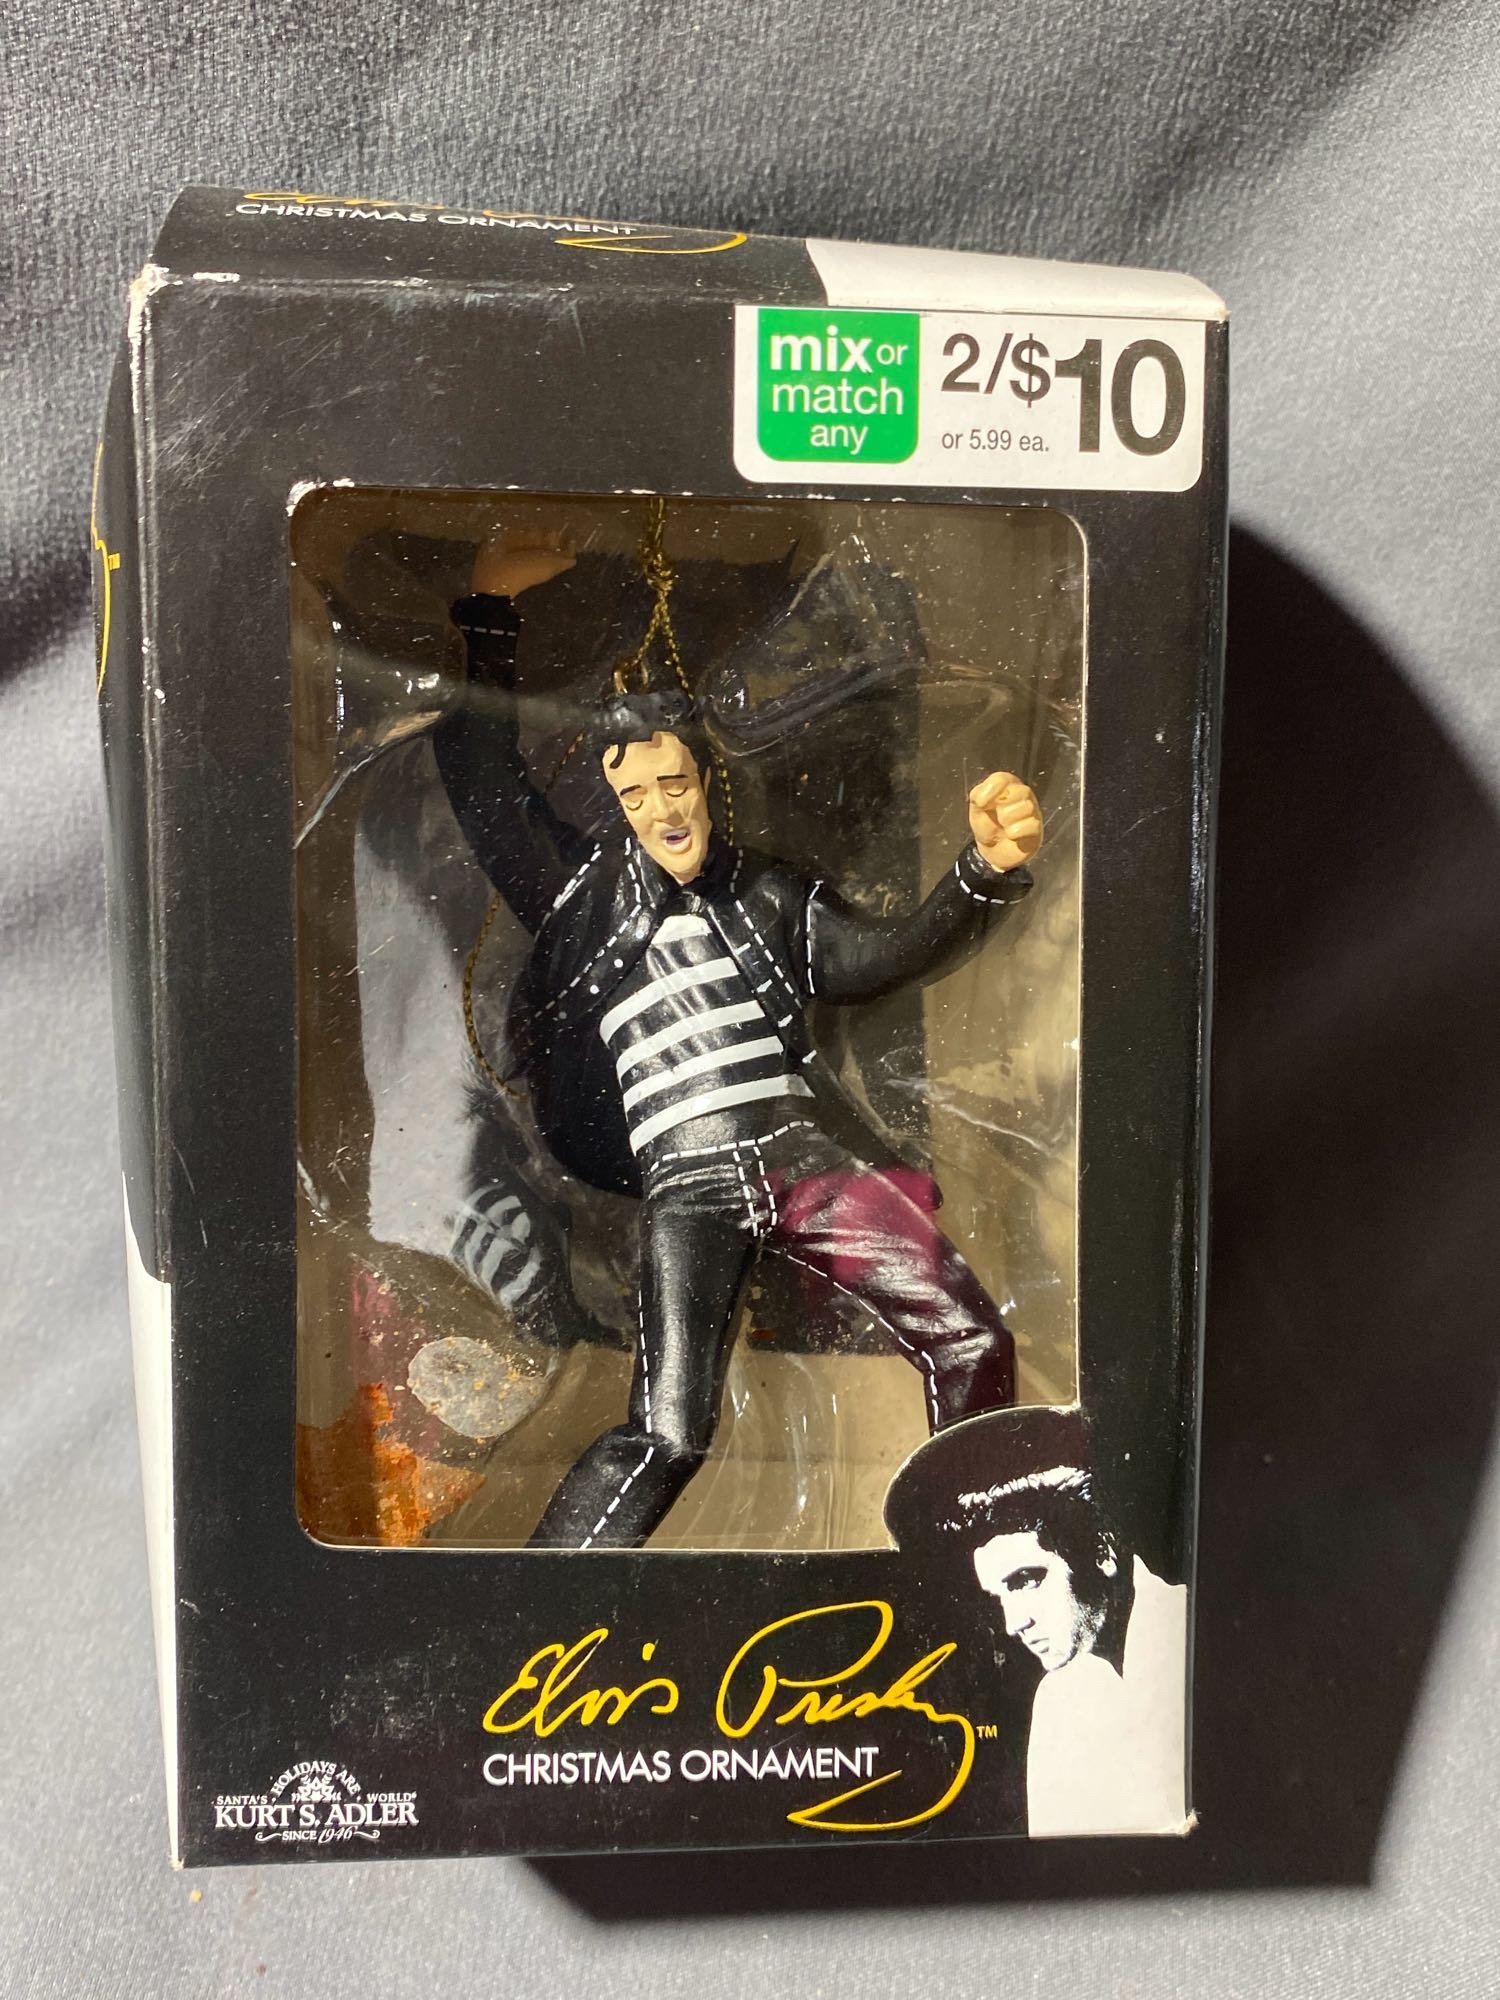 CHRISTMAS ORNAMENT
mix or
match
any
2/$10
or 5.99 ea.
TM
Elvis Presley™
CHRISTMAS ORNAMENT
HOLIDAYS ARE
SANTA'S WORLD®
KURT S. ADLER
SINCE 1946